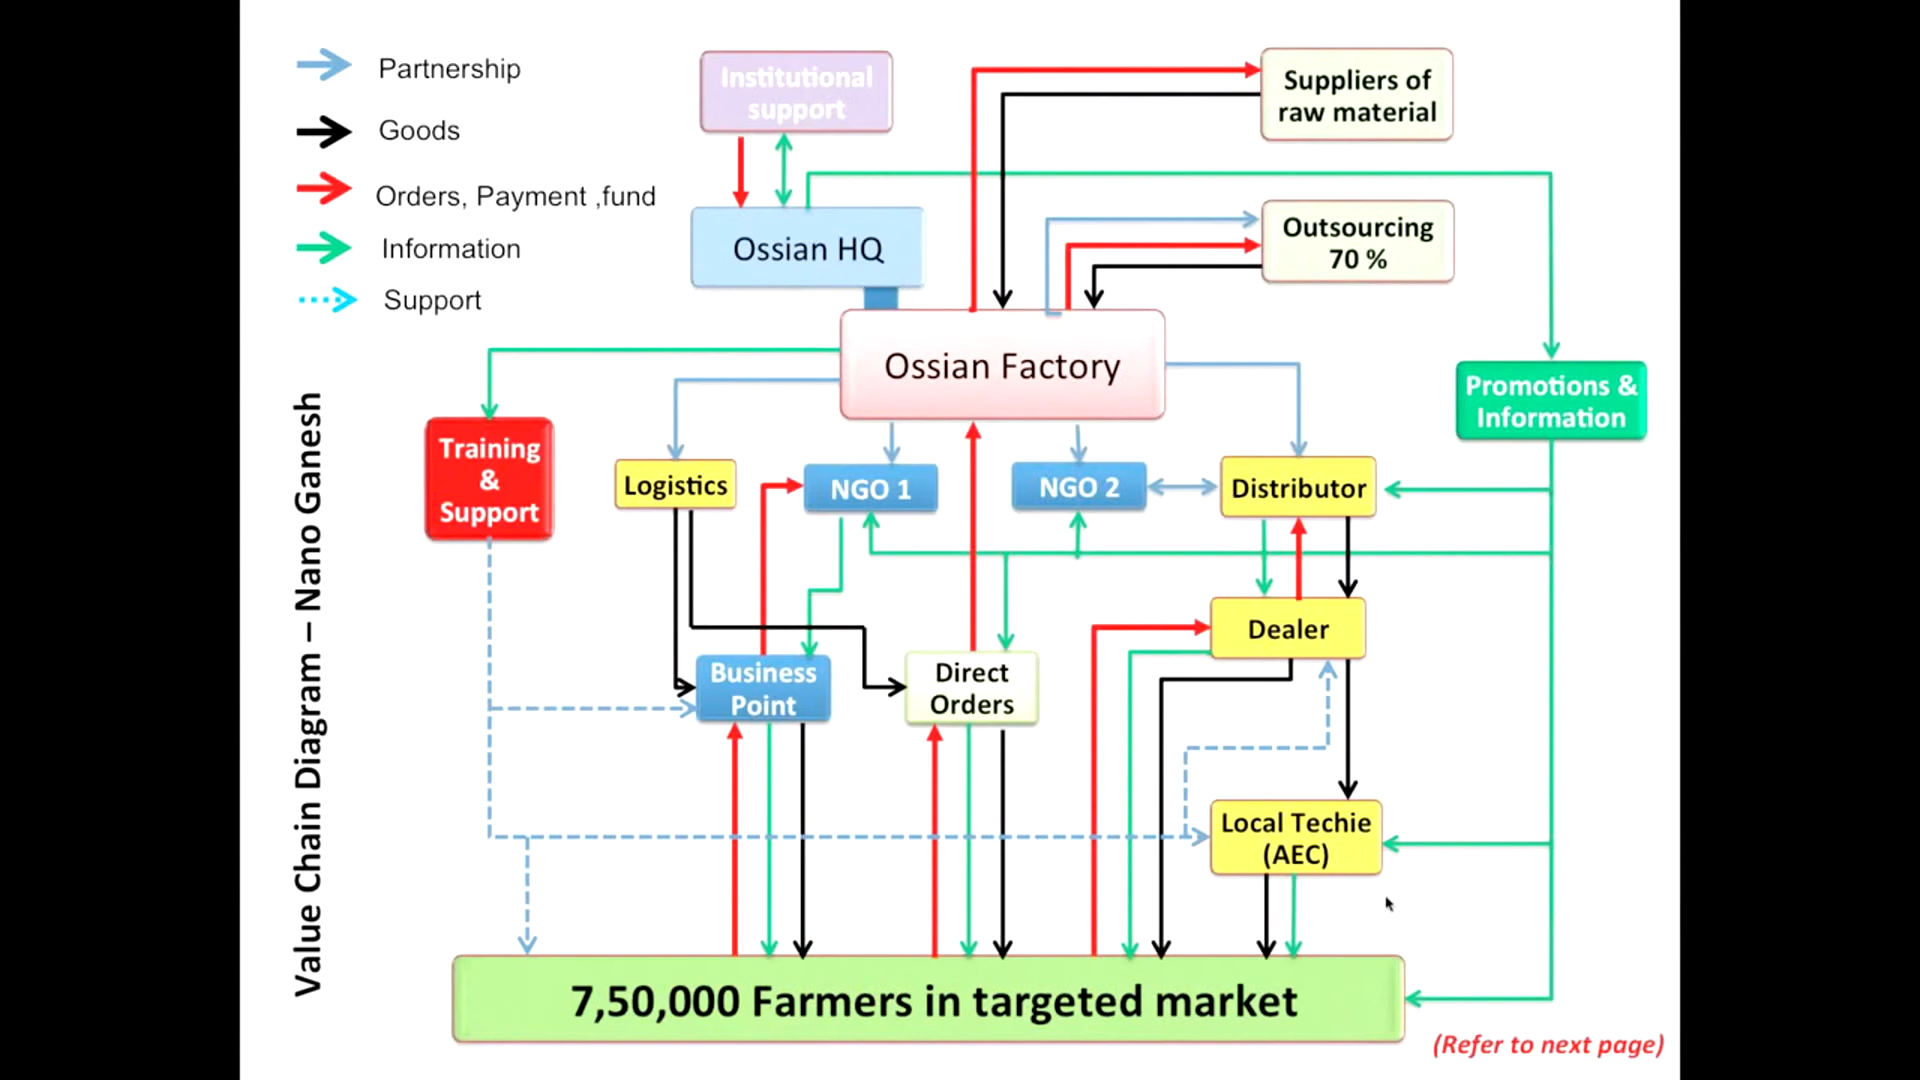 Partnership
Goods
Orders, Payment ,fund
Information
Support
Value Chain Diagram – Nano Ganesh
Institutional
support
Suppliers of
raw material
Ossian HQ
Outsourcing
70 %
Ossian Factory
Promotions &
Information
Training
&
Support
Logistics
NGO 1
NGO 2
Distributor
Dealer
Business
Point
Direct
Orders
Local Techie
(AEC)
7,50,000 Farmers in targeted market
(Refer to next page)